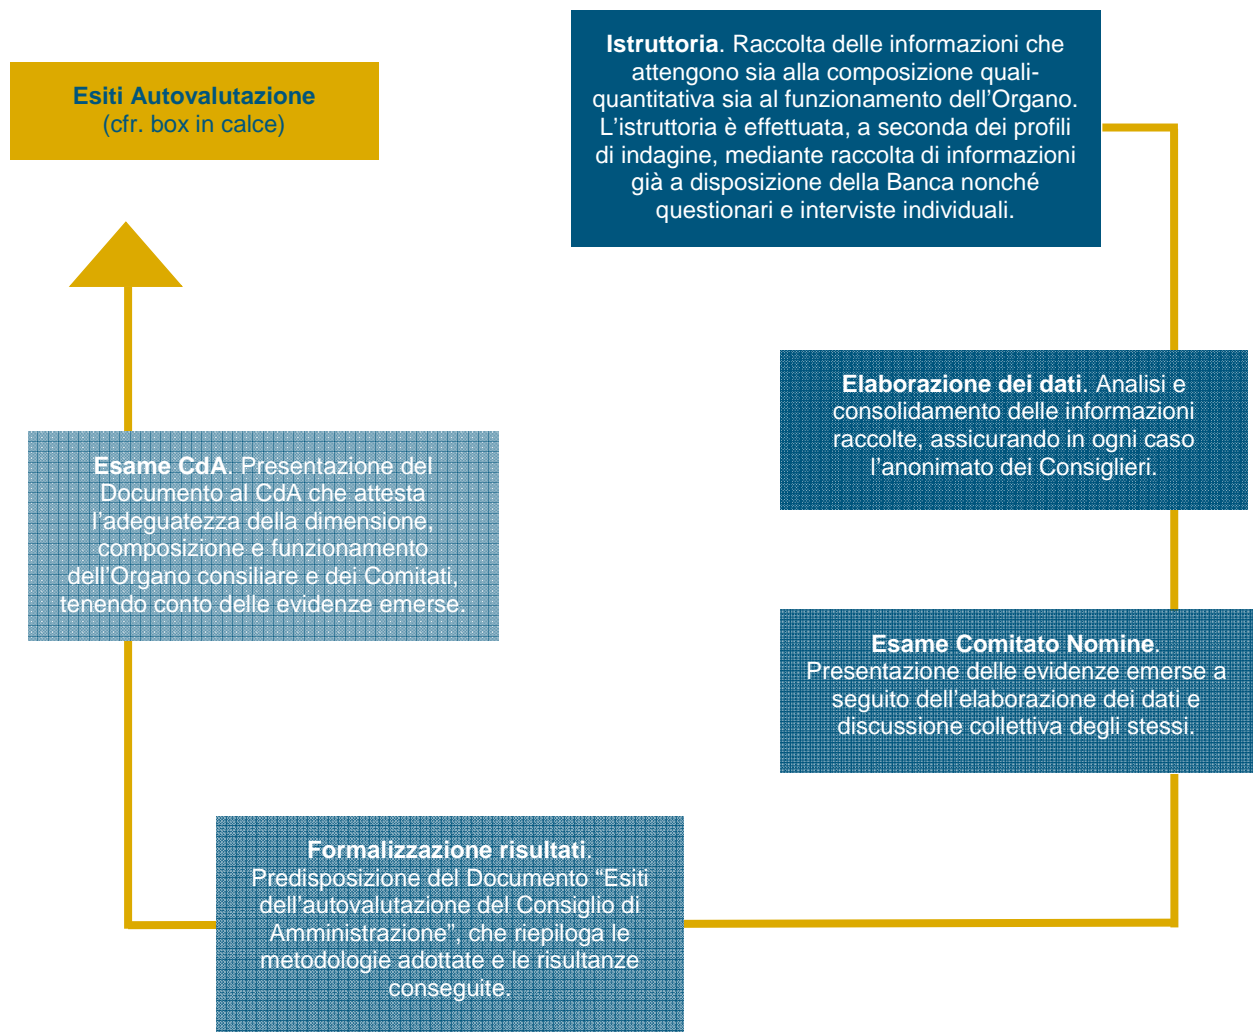 Esiti Autovalutazione
(cfr. box in calce)
Istruttoria. Raccolta delle informazioni che
attengono sia alla composizione quali-
quantitativa sia al funzionamento dell’Organo.
L’istruttoria è effettuata, a seconda dei profili
di indagine, mediante raccolta di informazioni
già a disposizione della Banca nonché
questionari e interviste individuali.
Elaborazione dei dati. Analisi e
consolidamento delle informazioni
raccolte, assicurando in ogni caso
l’anonimato dei Consiglieri.
Esame Comitato Nomine.
Presentazione delle evidenze emerse a
seguito dell’elaborazione dei dati e
discussione collettiva degli stessi.
Formalizzazione risultati.
Predisposizione del Documento “Esiti
dell’autovalutazione del Consiglio di
Amministrazione”, che riepiloga le
metodologie adottate e le risultanze
conseguite.
Esame CdA. Presentazione del
Documento al CdA che attesta
l’adeguatezza della dimensione,
composizione e funzionamento
dell’Organo consiliare e dei Comitati,
tenendo conto delle evidenze emerse.